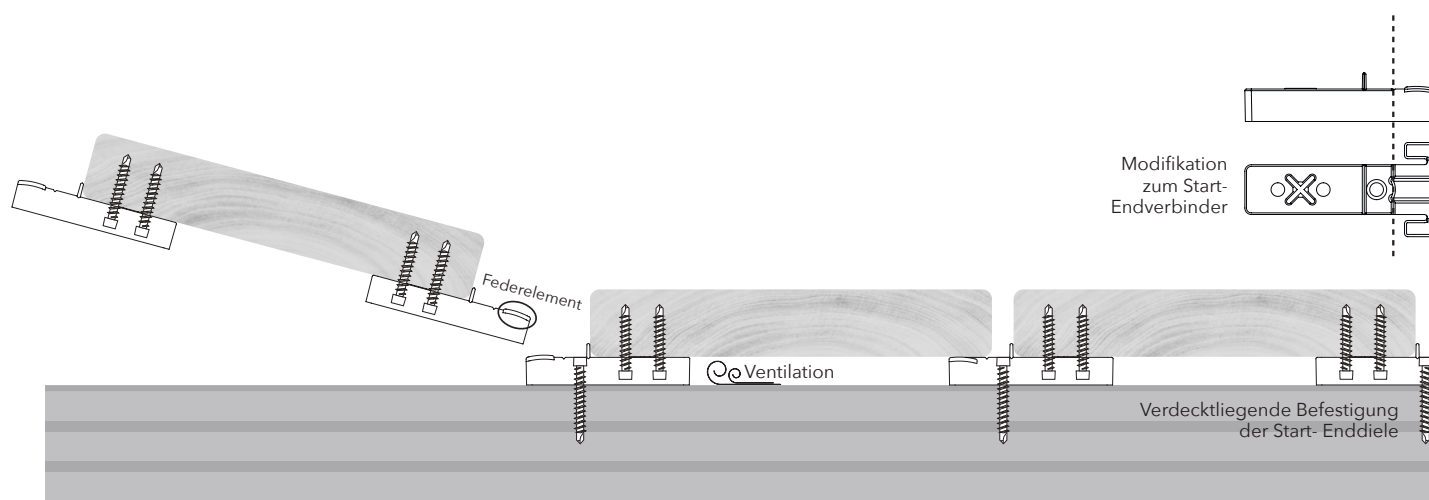 Modifikation
zum Start-
Endverbinder
Federelement
Ventilation
Verdecktliegende Befestigung
der Start- Enddiele